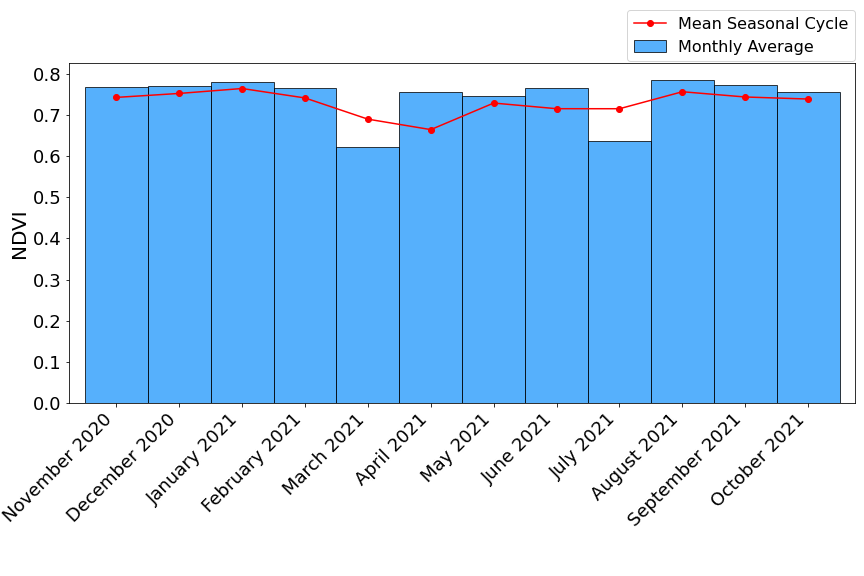 Mean Seasonal Cycle
Monthly Average
0.8
0.7
0.6
0.5
0.4
0.3
0.2
0.1
0.0
NDVI
November 2020
December 2020
January 2021
February 2021
March 2021
April 2021
May 2021
June 2021
July 2021
August 2021
September 2021
October 2021